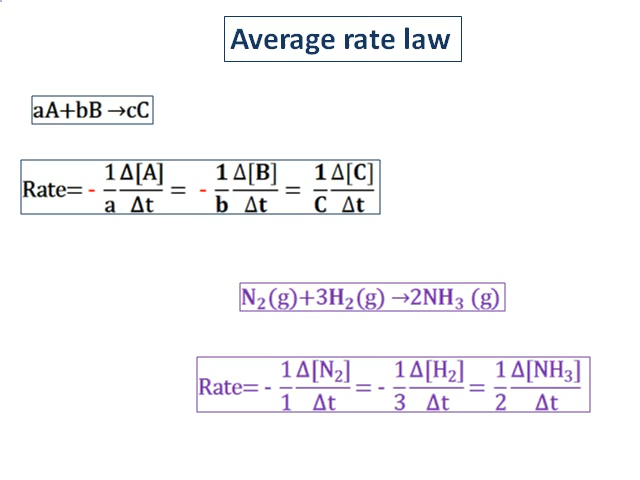 Average rate law
aA+bB →cC
Rate= - 1/a Δ[A]/Δt = - 1/b Δ[B]/Δt = 1/C Δ[C]/Δt
N₂(g)+3H₂(g) →2NH₃ (g)
Rate= - 1/1 Δ[N₂]/Δt = - 1/3 Δ[H₂]/Δt = 1/2 Δ[NH₃]/Δt